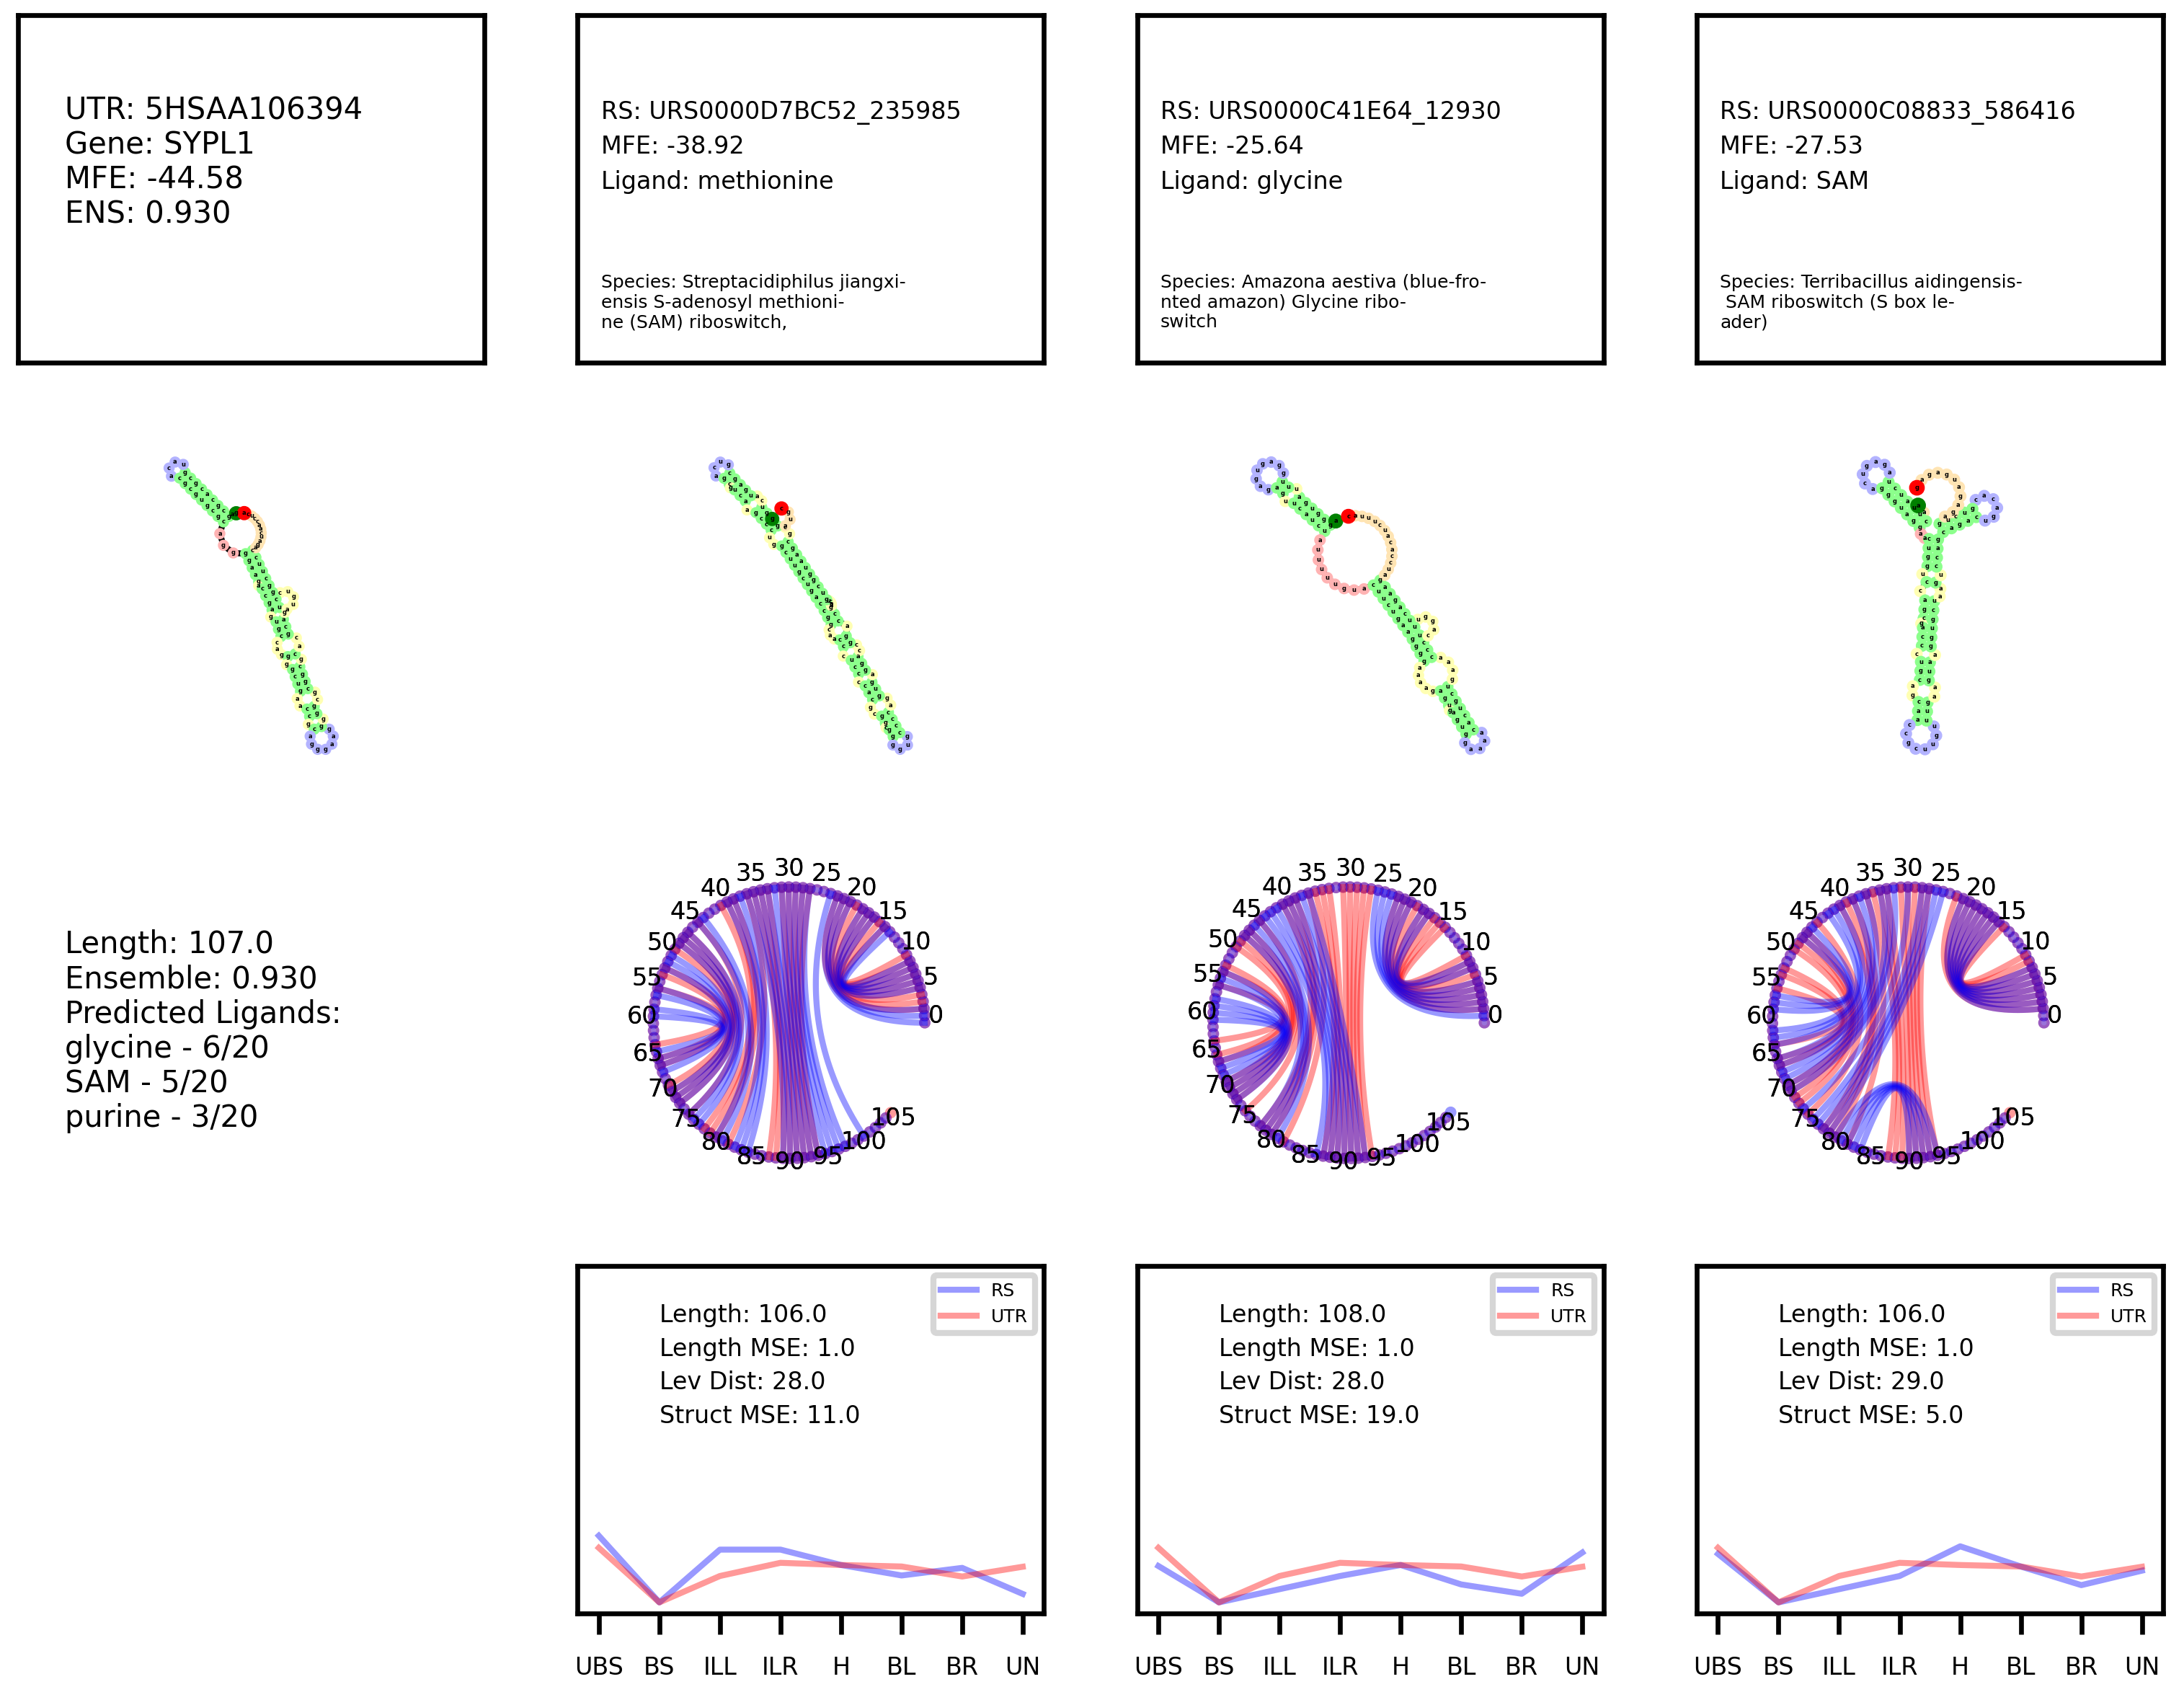 UTR: 5HSAA106394
Gene: SYPL1
MFE: -44.58
ENS: 0.930
RS: URS0000D7BC52_235985
MFE: -38.92
Ligand: methionine
Species: Streptacidiphilus jiangxi-
ensis S-adenosyl methioni-
ne (SAM) riboswitch,
RS: URS0000C41E64_12930
MFE: -25.64
Ligand: glycine
Species: Amazona aestiva (blue-fro-
nted amazon) Glycine ribo-
switch
RS: URS0000C08833_586416
MFE: -27.53
Ligand: SAM
Species: Terribacillus aidingensis-
SAM riboswitch (S box le-
ader)
Length: 107.0
Ensemble: 0.930
Predicted Ligands:
glycine - 6/20
SAM - 5/20
purine - 3/20
0 5 10 15 20 25 30 35 40 45 50 55 60 65 70 75 80 85 90 95 100 105
0 5 10 15 20 25 30 35 40 45 50 55 60 65 70 75 80 85 90 95 100 105
0 5 10 15 20 25 30 35 40 45 50 55 60 65 70 75 80 85 90 95 100 105
Length: 106.0
Length MSE: 1.0
Lev Dist: 28.0
Struct MSE: 11.0
RS
UTR
UBS BS ILL ILR H BL BR UN
Length: 108.0
Length MSE: 1.0
Lev Dist: 28.0
Struct MSE: 19.0
RS
UTR
UBS BS ILL ILR H BL BR UN
Length: 106.0
Length MSE: 1.0
Lev Dist: 29.0
Struct MSE: 5.0
RS
UTR
UBS BS ILL ILR H BL BR UN